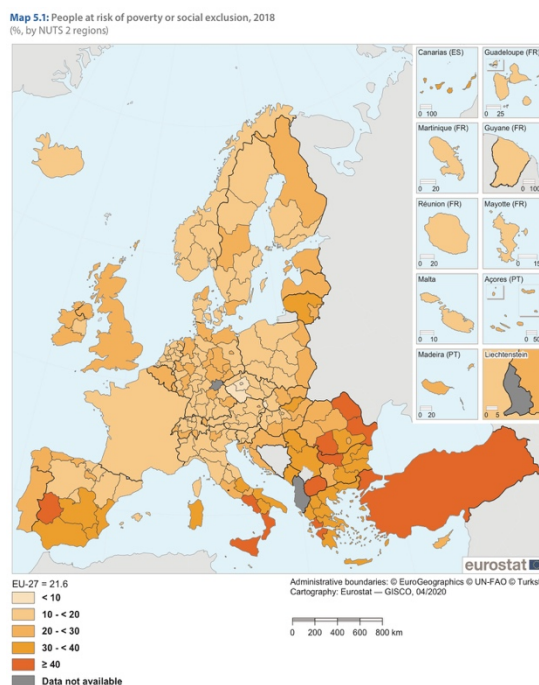 Map 5.1: People at risk of poverty or social exclusion, 2018
(%, by NUTS 2 regions)
Canarias (ES)
0 100
Guadeloupe (FR)
0 25
Martinique (FR)
0 20
Guyane (FR)
0 100
Réunion (FR)
0 20
Mayotte (FR)
0 15
Malta
0 10
Açores (PT)
0 50
Madeira (PT)
0 20
Liechtenstein
0 5
eurostat
EU-27 = 21.6
< 10
10 - < 20
20 - < 30
30 - < 40
≥ 40
Data not available
Administrative boundaries: © EuroGeographics © UN-FAO © Turkst
Cartography: Eurostat — GISCO, 04/2020
0 200 400 600 800 km